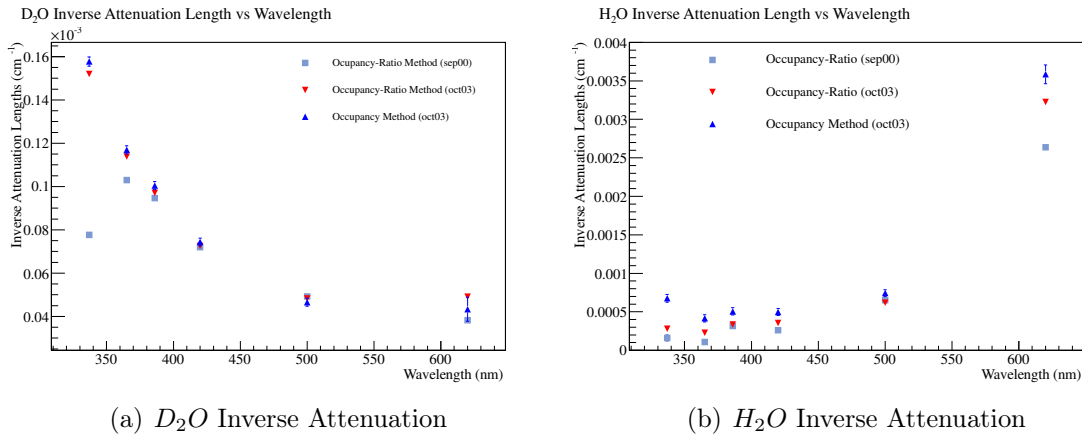 D₂O Inverse Attenuation Length vs Wavelength
×10⁻³
Inverse Attenuation Lengths (cm⁻¹)
0.16
0.14
0.12
0.1
0.08
0.06
0.04
Ocupancy-Ratio Method (sep00)
Occupancy-Ratio Method (oct03)
Occupancy Method (oct03)
350 400 450 500 550 600
Wavelength (nm)
(a) D₂O Inverse Attenuation
H₂O Inverse Attenuation Length vs Wavelength
Inverse Attenuation Lengths (cm⁻¹)
0.004
0.0035
0.003
0.0025
0.002
0.0015
0.001
0.0005
0
Occupancy-Ratio (sep00)
Occupancy-Ratio (oct03)
Occupancy Method (oct03)
350 400 450 500 550 600
Wavelength (nm)
(b) H₂O Inverse Attenuation